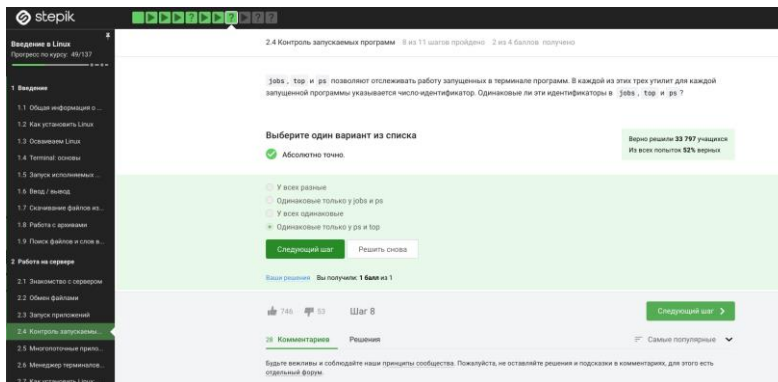 stepik
Введение в Linux
Прогресс по курсу: 49/137
1 Введение
1.1 Общая информация о ...
1.2 Как установить Linux
1.3 Осваиваем Linux
1.4 Terminal: основы
1.5 Запуск исполняемых ...
1.6 Ввод / вывод
1.7 Скачивание файлов из...
1.8 Работа с архивами
1.9 Поиск файлов и слов в...
2 Работа на сервере
2.1 Знакомство с сервером
2.2 Обмен файлами
2.3 Запуск приложений
2.4 Контроль запускаемы...
2.5 Многопоточные прило...
2.6 Менеджер терминалов...
2.7 Как установить Linux:
2.4 Контроль запускаемых программ 8 из 11 шагов пройдено 2 из 4 баллов получено
jobs, top и ps позволяют отслеживать работу запущенных в терминале программ. В каждой из этих трех утилит для каждой
запущенной программы указывается число-идентификатор. Одинаковые ли эти идентификаторы в jobs, top и ps ?
Выберите один вариант из списка
Абсолютно точно.
Верно решили 33 797 учащихся
Из всех попыток 52% верных
У всех разные
Одинаковые только у jobs и ps
У всех одинаковые
Одинаковые только у ps и top
Следующий шаг Решить снова
Ваши решения Вы получили: 1 балл из 1
746 53 Шаг 8 Следующий шаг
28 Комментариев Решения Самые популярные
Будьте вежливы и соблюдайте наши принципы сообщества. Пожалуйста, не оставляйте решения и подсказки в комментариях, для этого есть
отдельный форум.